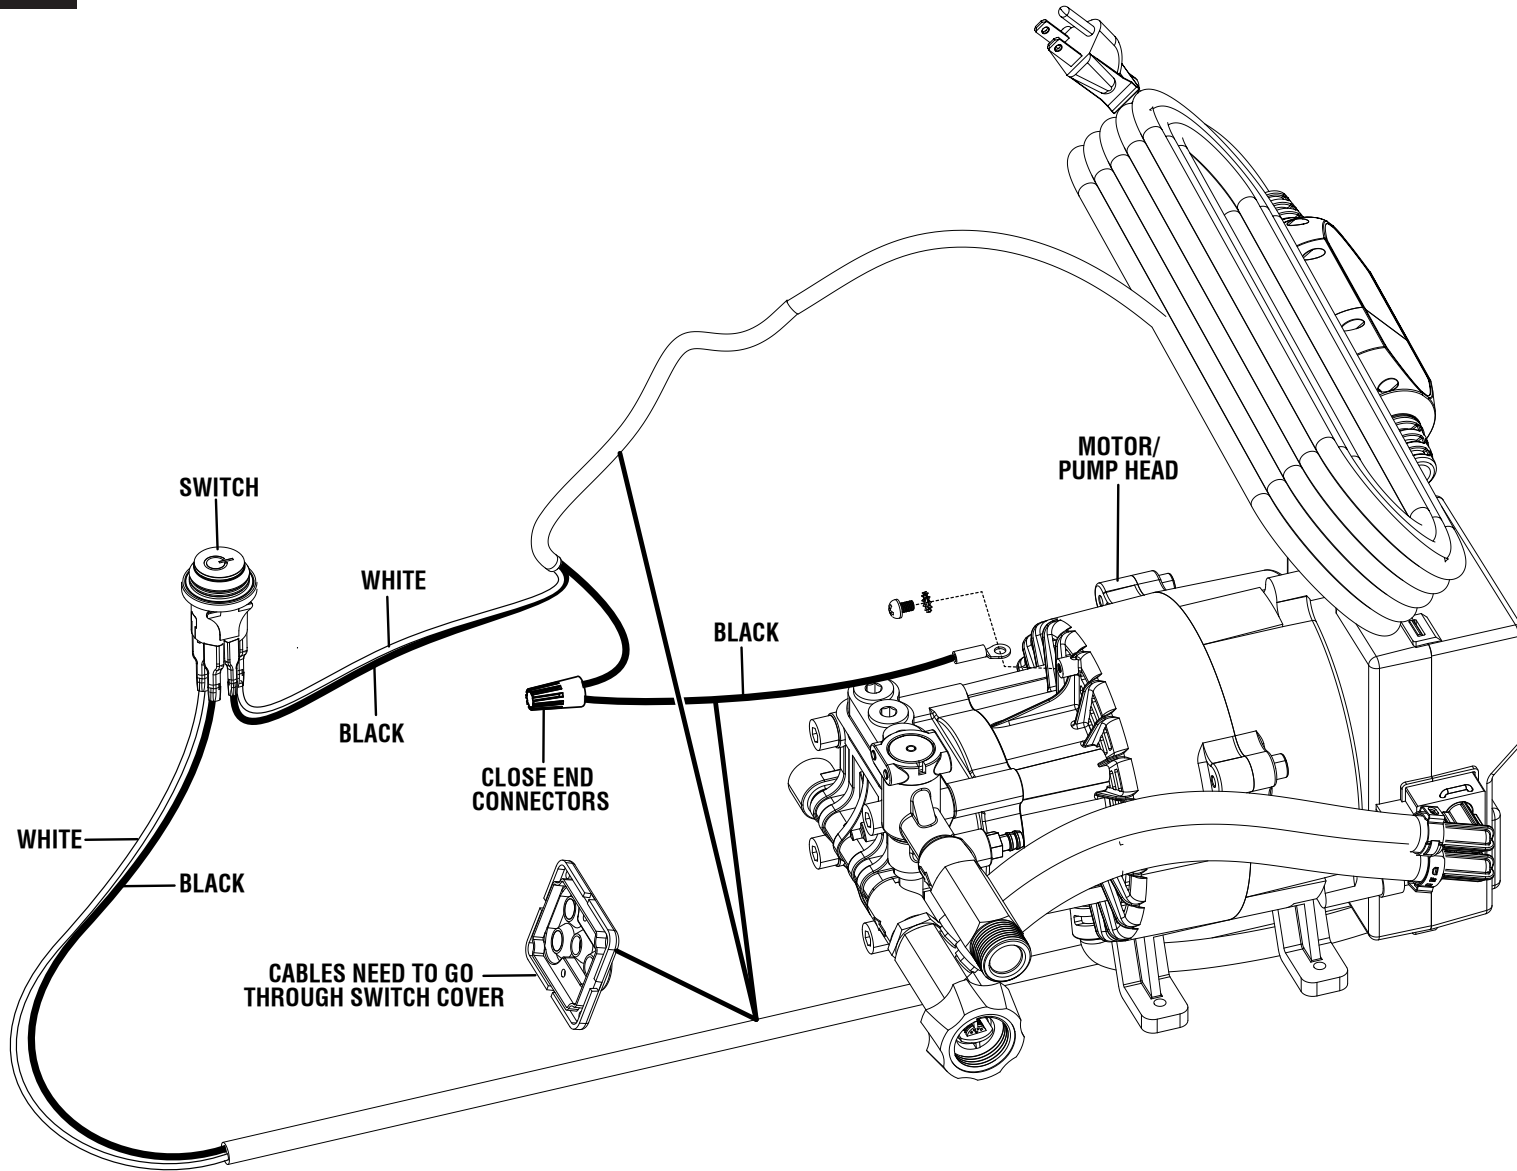 MOTOR/
PUMP HEAD
SWITCH
WHITE
BLACK
BLACK
CLOSE END
CONNECTORS
WHITE
BLACK
CABLES NEED TO GO
THROUGH SWITCH COVER